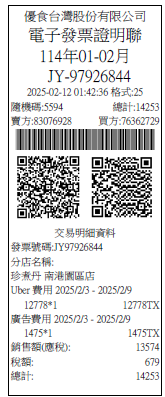 優食台灣股份有限公司
電子發票證明聯
114年01-02月
JY-97926844
2025-02-12 01:42:36 格式:25
隨機碼:5594 總計:14253
賣方:83076928 買方:76362729
交易明細資料
發票號碼:JY97926844
分店名稱:
珍煮丹 南港園區店
Uber 費用 2025/2/3 - 2025/2/9
12778*1 12778TX
廣告費用 2025/2/3 - 2025/2/9
1475*1 1475TX
銷售額(應稅): 13574
稅額: 679
總計: 14253